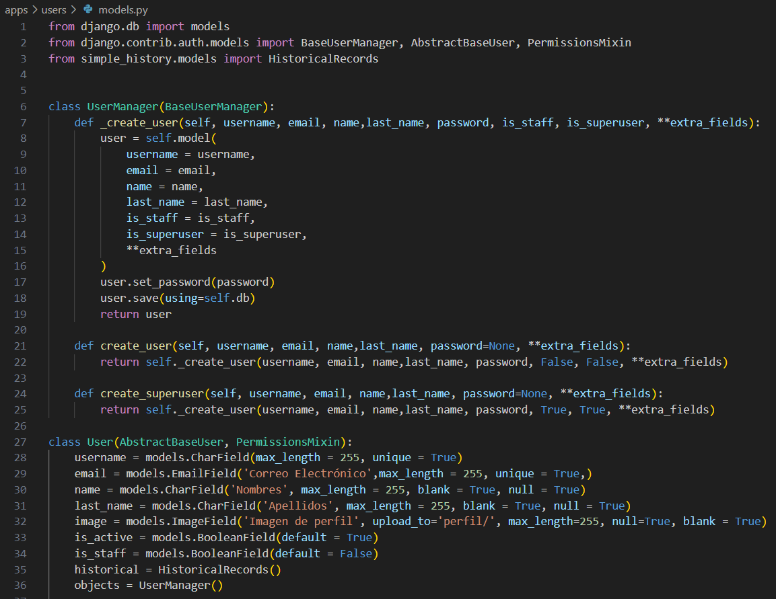 apps > users > models.py
1 from django.db import models
2 from django.contrib.auth.models import BaseUserManager, AbstractBaseUser, PermissionsMixin
3 from simple_history.models import HistoricalRecords
4
5
6 class UserManager(BaseUserManager):
7     def _create_user(self, username, email, name,last_name, password, is_staff, is_superuser, **extra_fields):
8         user = self.model(
9             username = username,
10             email = email,
11             name = name,
12             last_name = last_name,
13             is_staff = is_staff,
14             is_superuser = is_superuser,
15             **extra_fields
16         )
17         user.set_password(password)
18         user.save(using=self.db)
19         return user
20
21     def create_user(self, username, email, name,last_name, password=None, **extra_fields):
22         return self._create_user(username, email, name,last_name, password, False, False, **extra_fields)
23
24     def create_superuser(self, username, email, name,last_name, password=None, **extra_fields):
25         return self._create_user(username, email, name,last_name, password, True, True, **extra_fields)
26
27 class User(AbstractBaseUser, PermissionsMixin):
28     username = models.CharField(max_length = 255, unique = True)
29     email = models.EmailField('Correo Electrónico',max_length = 255, unique = True,)
30     name = models.CharField('Nombres', max_length = 255, blank = True, null = True)
31     last_name = models.CharField('Apellidos', max_length = 255, blank = True, null = True)
32     image = models.ImageField('Imagen de perfil', upload_to='perfil/', max_length=255, null=True, blank = True)
33     is_active = models.BooleanField(default = True)
34     is_staff = models.BooleanField(default = False)
35     historical = HistoricalRecords()
36     objects = UserManager()